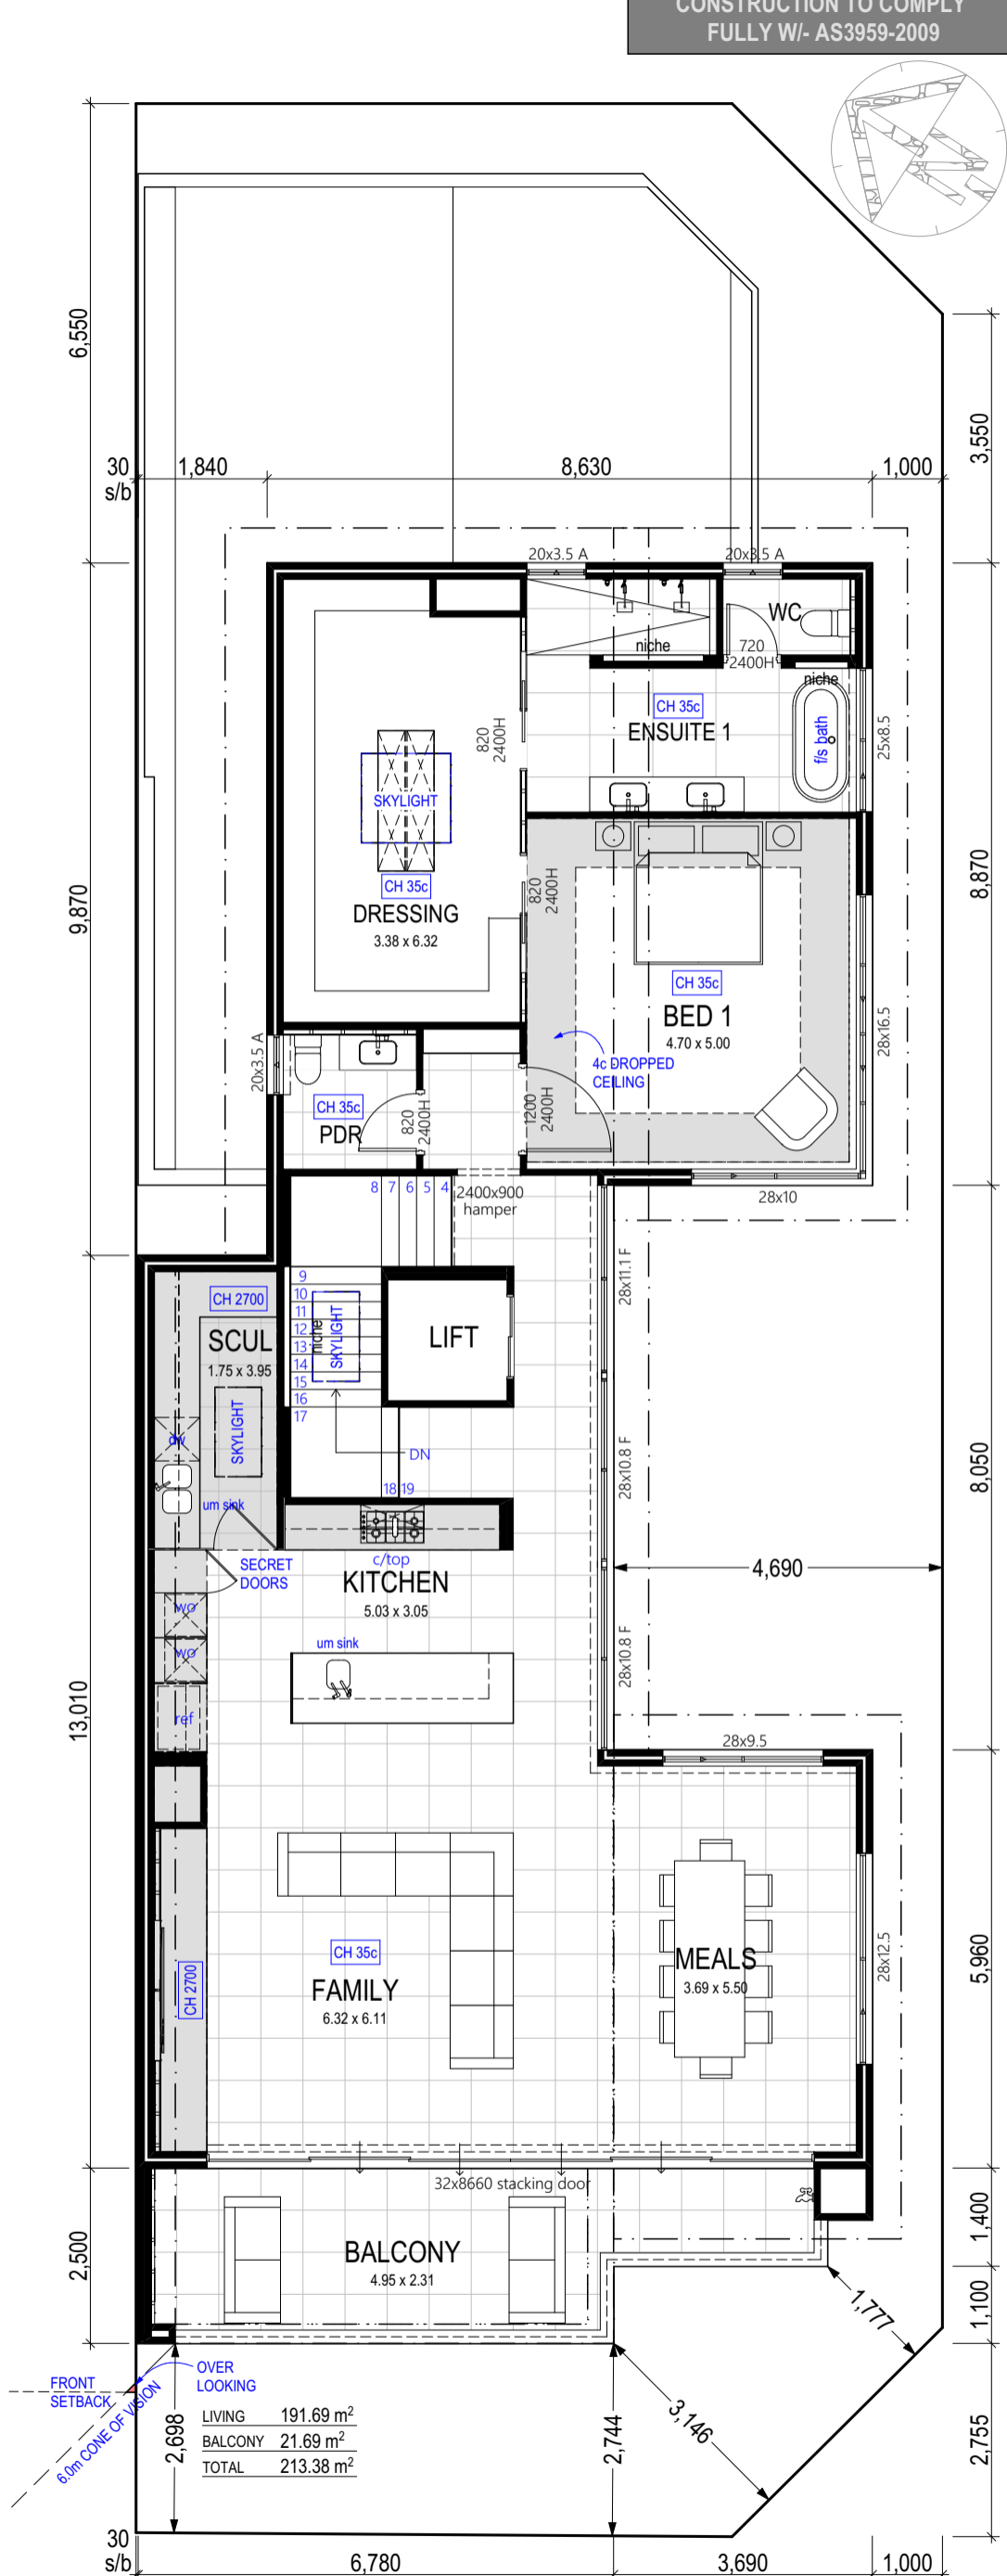 CONSTRUCTION TO COMPLY
FULLY W/- AS3959-2009
6,550
3,550
30
s/b
1,840
8,630
1,000
20x3.5 A
20x3.5 A
WC
niche
720
2400H
niche
CH 35c
ENSUITE 1
f/s bath
25x8.5
820
2400H
SKYLIGHT
CH 35c
DRESSING
3.38 x 6.32
9,870
8,870
820
2400H
CH 35c
BED 1
4.70 x 5.00
28x16.5
4c DROPPED
CEILING
20x3.5 A
CH 35c
PDR
820
2400H
1200
2400H
8
7
6
5
4
2400x900
hamper
28x10
28x11.1 F
9
10
11
12
13
14
15
16
17
niche
SKYLIGHT
CH 2700
SCUL
1.75 x 3.95
SKYLIGHT
LIFT
DN
18
19
dw
um sink
28x10.8 F
8,050
c/top
KITCHEN
5.03 x 3.05
SECRET
DOORS
4,690
wo
wo
ref
um sink
28x10.8 F
13,010
28x9.5
CH 35c
FAMILY
6.32 x 6.11
CH 2700
MEALS
3.69 x 5.50
28x12.5
5,960
32x8660 stacking door
BALCONY
4.95 x 2.31
2,500
1,400
1,100
1,777
FRONT
SETBACK
OVER
LOOKING
6.0m CONE OF VISION
2,698
LIVING 191.69 m²
BALCONY 21.69 m²
TOTAL 213.38 m²
2,744
3,146
2,755
30
s/b
6,780
3,690
1,000